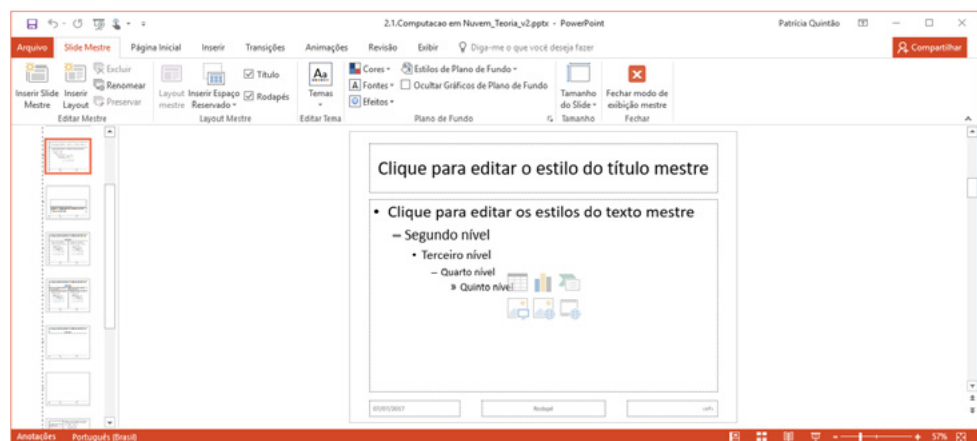 2.1.Computacao em Nuvem_Teoria_v2.pptx - PowerPoint
Patrícia Quintão
Arquivo Slide Mestre Página Inicial Inserir Transições Animações Revisão Exibir Diga-me o que você deseja fazer Compartilhar
Inserir Slide Mestre
Inserir Layout
Excluir
Renomear
Preservar
Editar Mestre
Layout mestre
Inserir Espaço Reservado
Título
Rodapés
Layout Mestre
Aa
Temas
Editar Tema
Cores
Fontes
Efeitos
Estilos de Plano de Fundo
Ocultar Gráficos de Plano de Fundo
Plano de Fundo
Tamanho do Slide
Tamanho
Fechar modo de exibição mestre
Fechar
Clique para editar o estilo do título mestre
• Clique para editar os estilos do texto mestre
– Segundo nível
• Terceiro nível
– Quarto nível
» Quinto nível
Rodapé
Anotações Português (Brasil) 57%